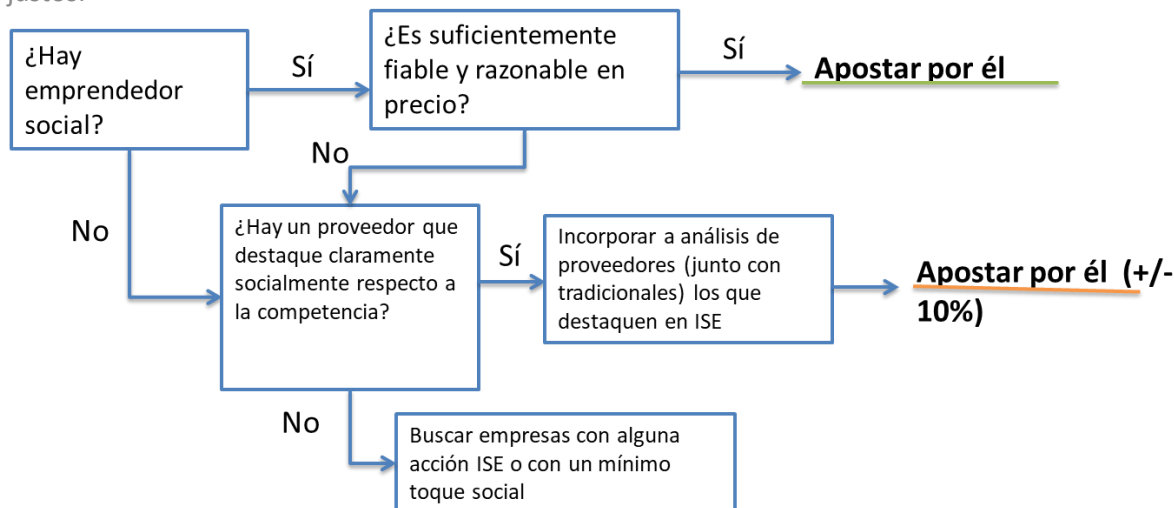 ¿Hay
emprendedor
social?
Sí
¿Es suficientemente
fiable y razonable en
precio?
Sí
Apostar por él
No
No
¿Hay un proveedor que
destaque claramente
socialmente respecto a
la competencia?
Sí
Incorporar a análisis de
proveedores (junto con
tradicionales) los que
destaquen en ISE
Apostar por él (+/-
10%)
No
Buscar empresas con alguna
acción ISE o con un mínimo
toque social